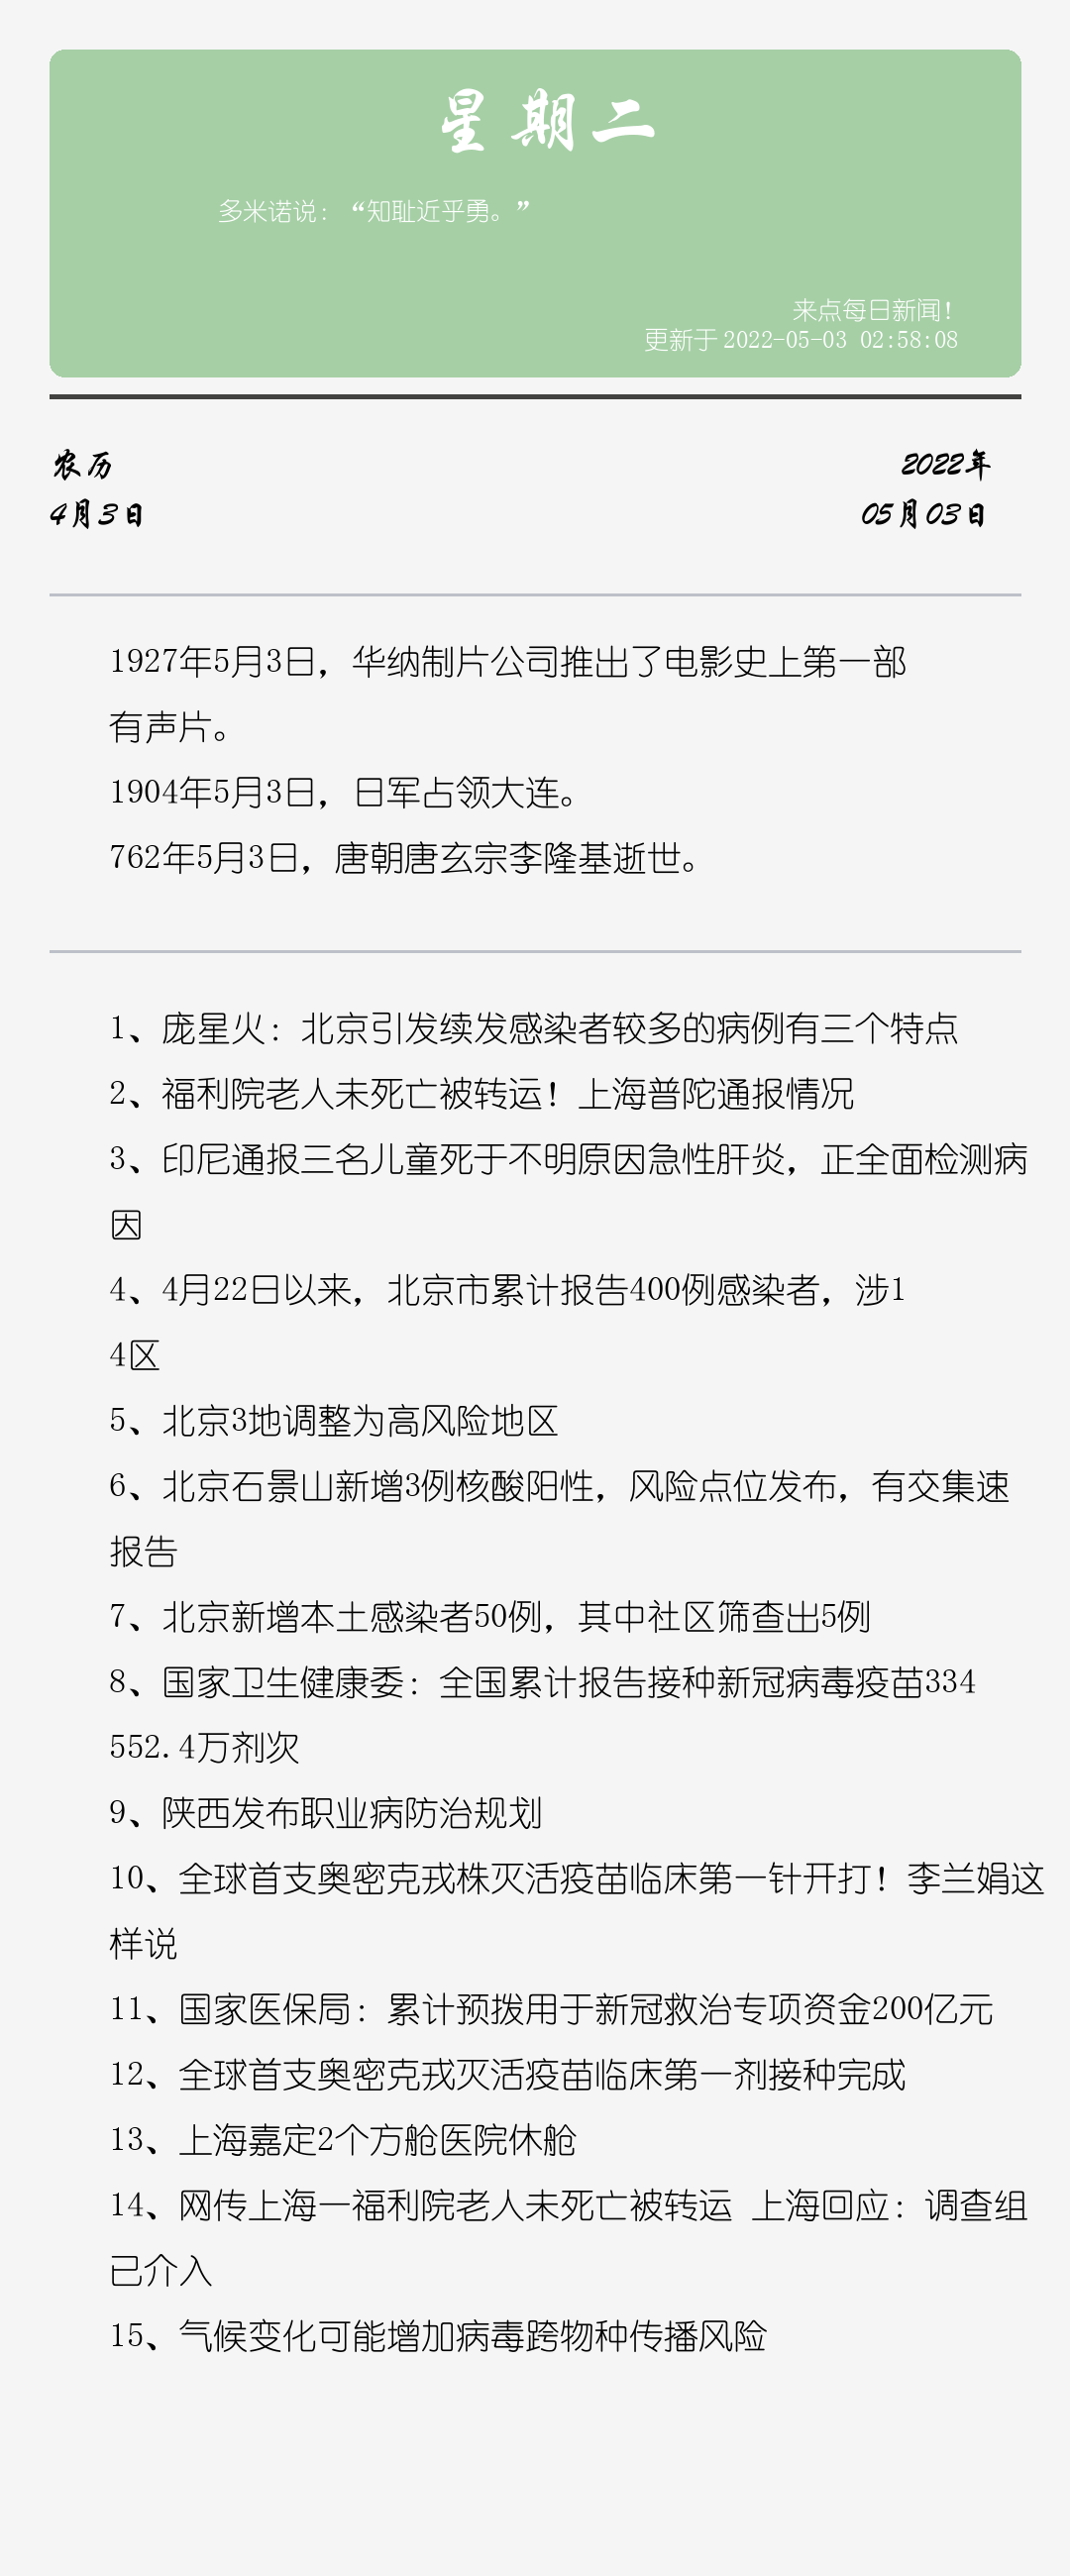 星期二
多米诺说：“知耻近乎勇。”
来点每日新闻！
更新于 2022-05-03 02:58:08
农历
2022年
4月3日
05月03日
1927年5月3日，华纳制片公司推出了电影史上第一部
有声片。
1904年5月3日，日军占领大连。
762年5月3日，唐朝唐玄宗李隆基逝世。
1、庞星火：北京引发续发感染者较多的病例有三个特点
2、福利院老人未死亡被转运！上海普陀通报情况
3、印尼通报三名儿童死于不明原因急性肝炎，正全面检测病
因
4、4月22日以来，北京市累计报告400例感染者，涉1
4区
5、北京3地调整为高风险地区
6、北京石景山新增3例核酸阳性，风险点位发布，有交集速
报告
7、北京新增本土感染者50例，其中社区筛查出5例
8、国家卫生健康委：全国累计报告接种新冠病毒疫苗334
552.4万剂次
9、陕西发布职业病防治规划
10、全球首支奥密克戎株灭活疫苗临床第一针开打！李兰娟这
样说
11、国家医保局：累计预拨用于新冠救治专项资金200亿元
12、全球首支奥密克戎灭活疫苗临床第一剂接种完成
13、上海嘉定2个方舱医院休舱
14、网传上海一福利院老人未死亡被转运 上海回应：调查组
已介入
15、气候变化可能增加病毒跨物种传播风险